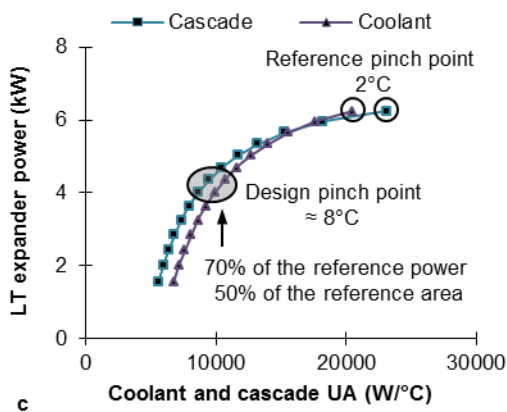 Cascade Coolant
8
Reference pinch point
2°C
6
LT expander power (kW)
4
Design pinch point
≈ 8°C
2
70% of the reference power
50% of the reference area
0
0 10000 20000 30000
Coolant and cascade UA (W/°C)
c